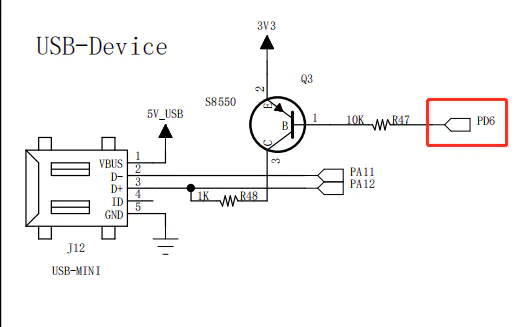 3V3
USB-Device
Q3
2
E
S8550
5V_USB
B
1
10K
R47
PD6
C
3
VBUS
1
D-
2
D+
3
ID
4
GND
5
PA11
PA12
1K
R48
J12
USB-MINI